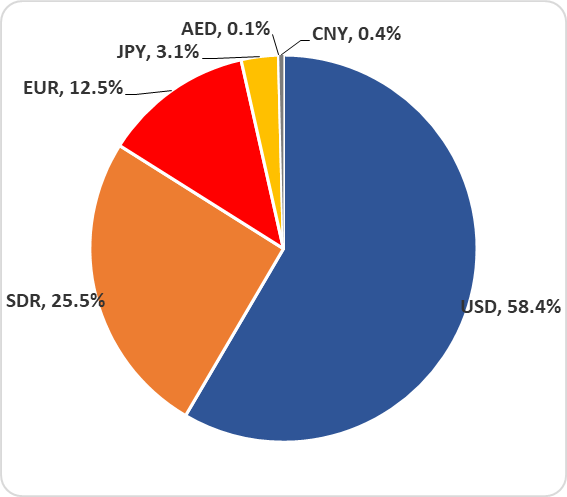 AED, 0.1%
CNY, 0.4%
JPY, 3.1%
EUR, 12.5%
SDR, 25.5%
USD, 58.4%